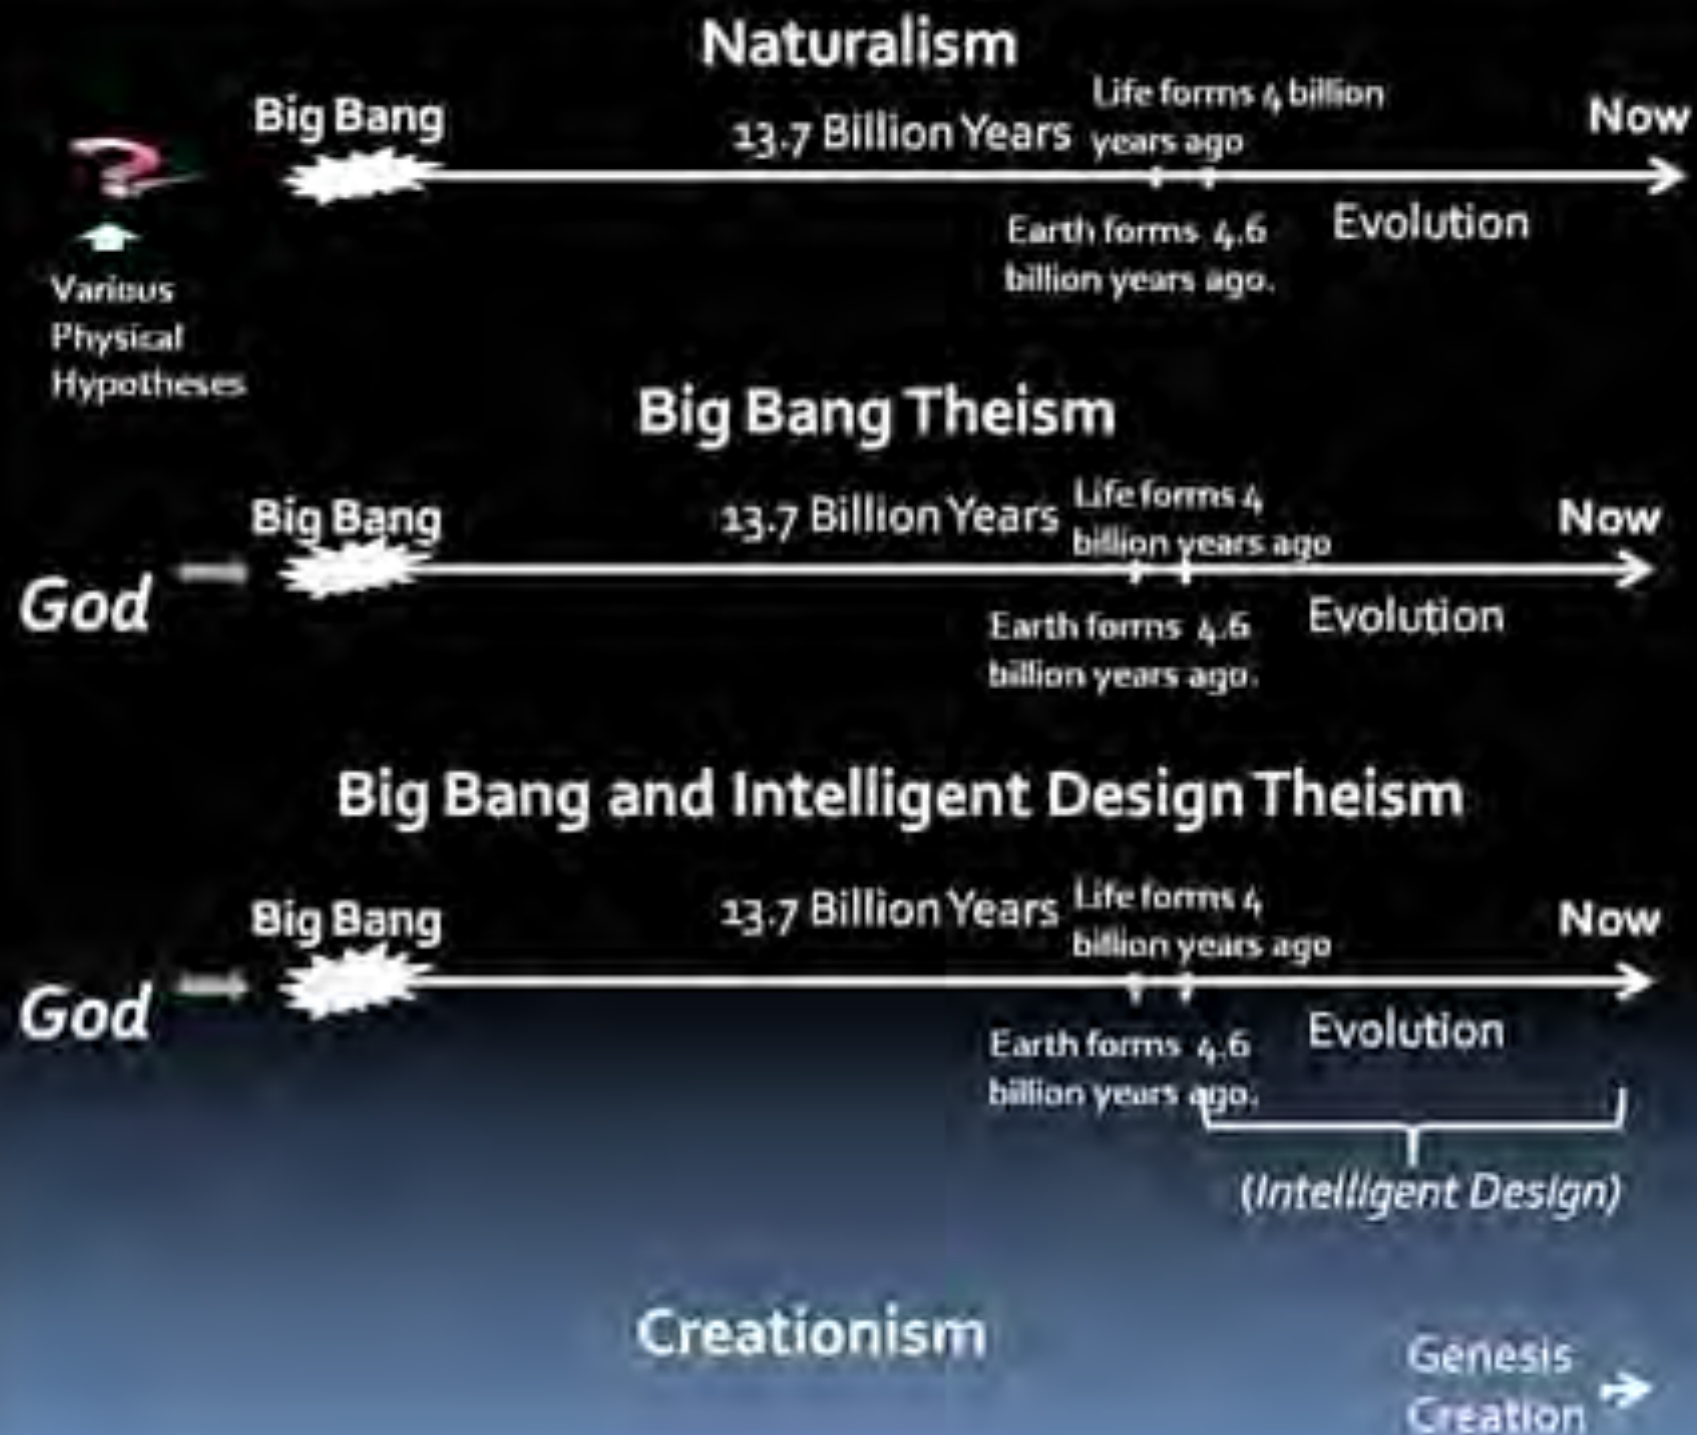 Naturalism
Big Bang
13.7 Billion Years
Life forms 4 billion
years ago
Now
?
Earth forms 4.6
billion years ago.
Evolution
Various
Physical
Hypotheses
Big Bang Theism
Big Bang
13.7 Billion Years
Life forms 4
billion years ago
Now
God
Earth forms 4.6
billion years ago.
Evolution
Big Bang and Intelligent Design Theism
Big Bang
13.7 Billion Years
Life forms 4
billion years ago
Now
God
Earth forms 4.6
billion years ago.
Evolution
(Intelligent Design)
Creationism
Genesis
Creation